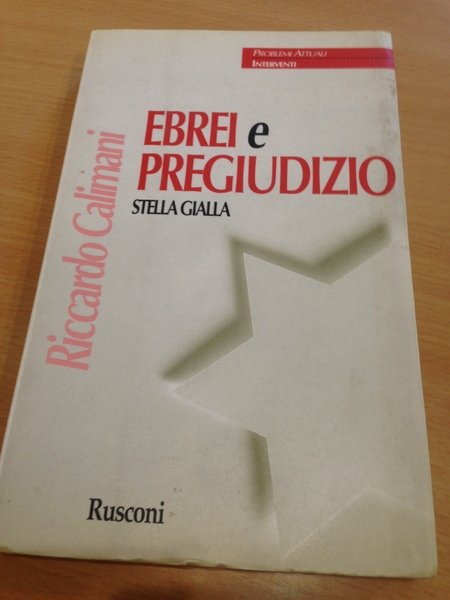 PROBLEMI ATTUALI
INTERVENTI
EBREI e
PREGIUDIZIO
STELLA GIALLA
Riccardo Calimani
Rusconi